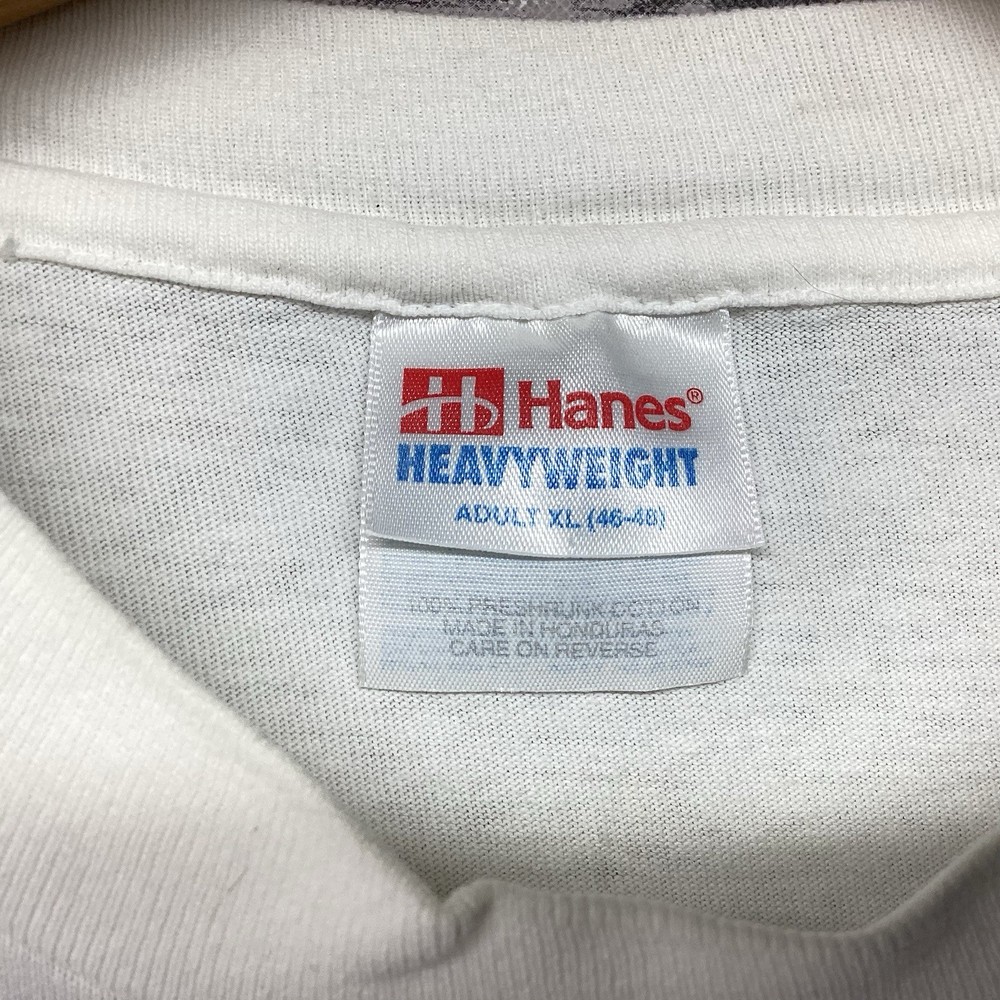 H Hanes®
HEAVYWEIGHT
ADULT XL (46-48)
100% PRESHRUNK COTTON
MADE IN HONDURAS
CARE ON REVERSE